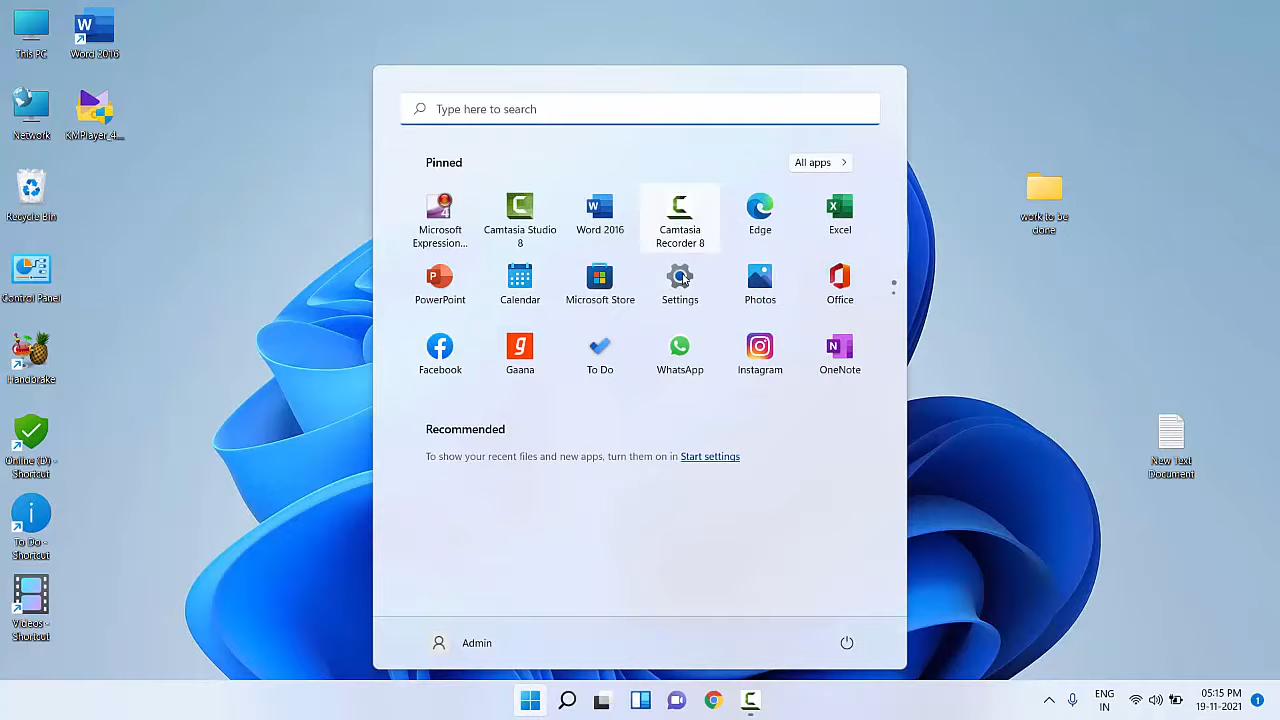 This PC
Word 2016
Network
KMPlayer_4...
Recycle Bin
Control Panel
Handbrake
Online (D) -
Shortcut
To Do -
Shortcut
Videos -
Shortcut
Type here to search
Pinned
All apps
Microsoft
Expression...
Camtasia Studio
8
Word 2016
Camtasia
Recorder 8
Edge
Excel
PowerPoint
Calendar
Microsoft Store
Settings
Photos
Office
Facebook
Gaana
To Do
WhatsApp
Instagram
OneNote
Recommended
To show your recent files and new apps, turn them on in Start settings
Admin
work to be
done
New Text
Document
ENG
IN
05:15 PM
19-11-2021
1